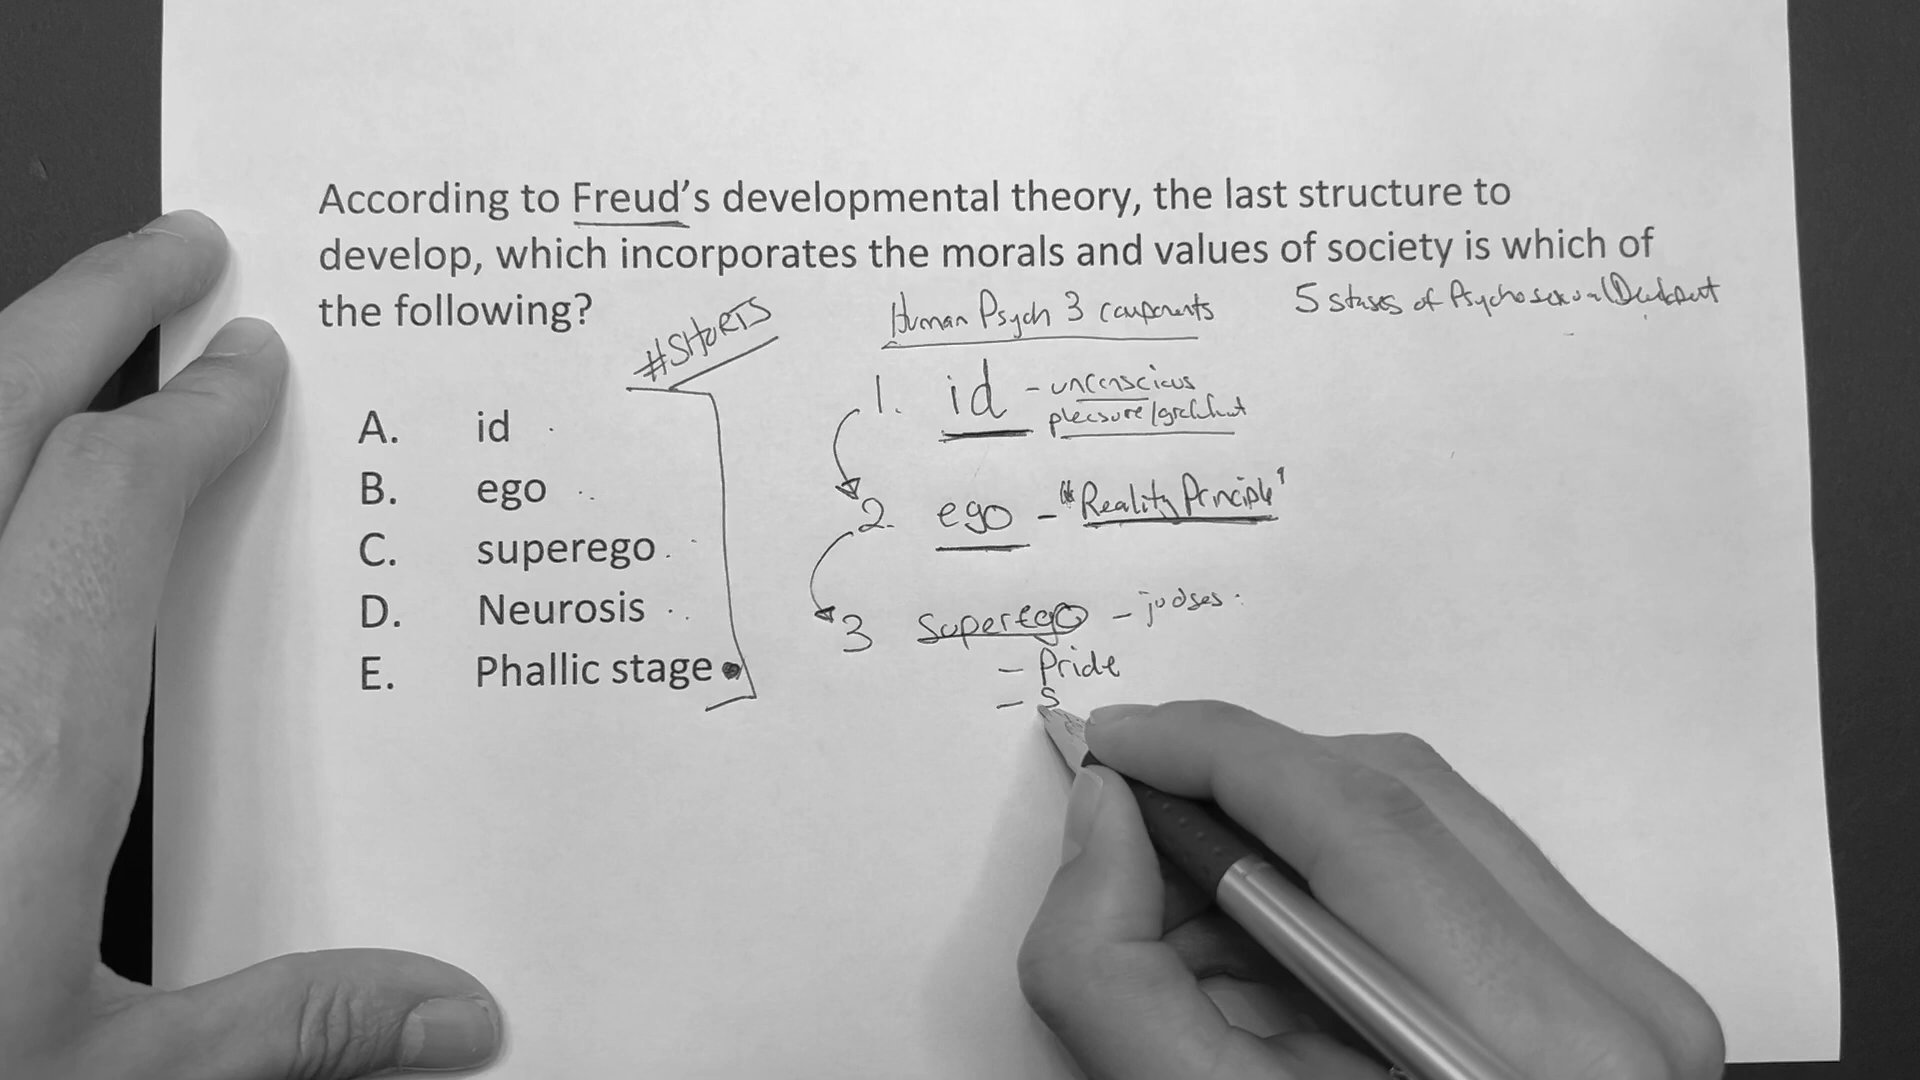 According to Freud's developmental theory, the last structure to
develop, which incorporates the morals and values of society is which of
the following?
#SHORTS
A. id
B. ego
C. superego
D. Neurosis
E. Phallic stage
Human Psych 3 components
5 stages of Psychosexual
1. id - unconscious
pleasure/
2. ego - "Reality Principle"
3 Superego - judges:
- Pride
- S